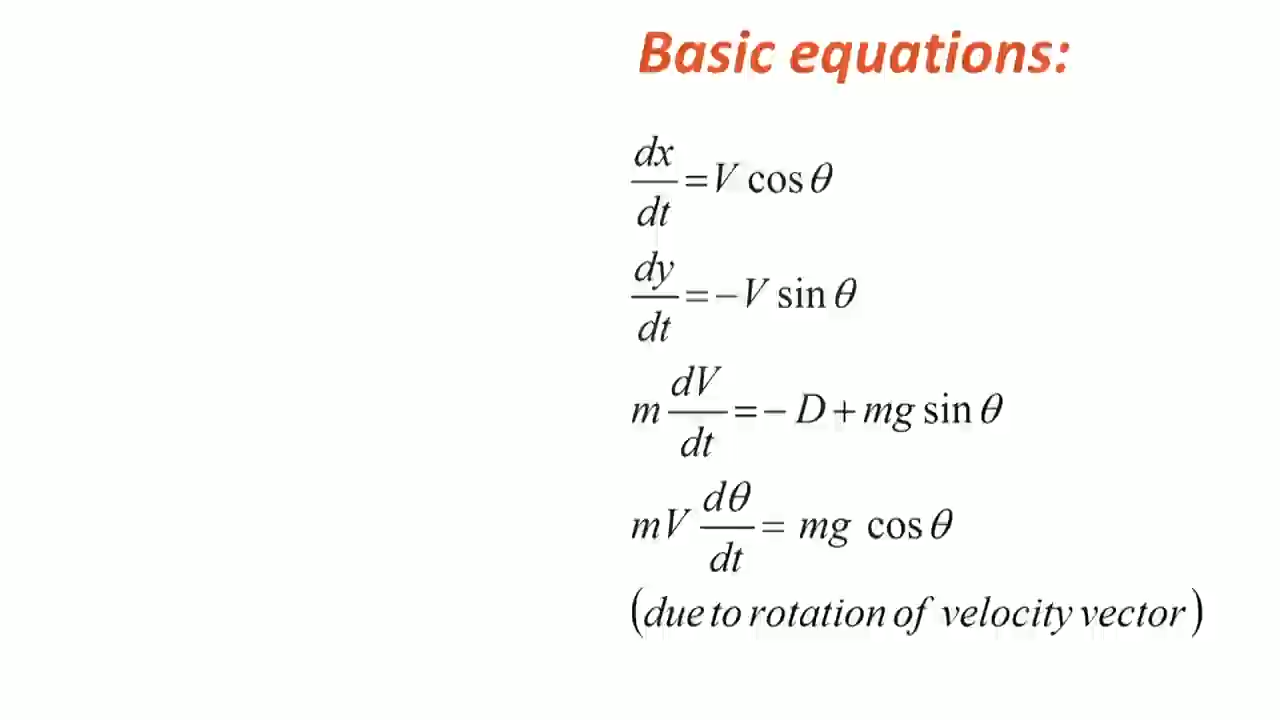 Basic equations:
dx/dt = V cos θ
dy/dt = − V sin θ
m dV/dt = − D + mg sin θ
mV dθ/dt = mg cos θ
(due to rotation of velocity vector)